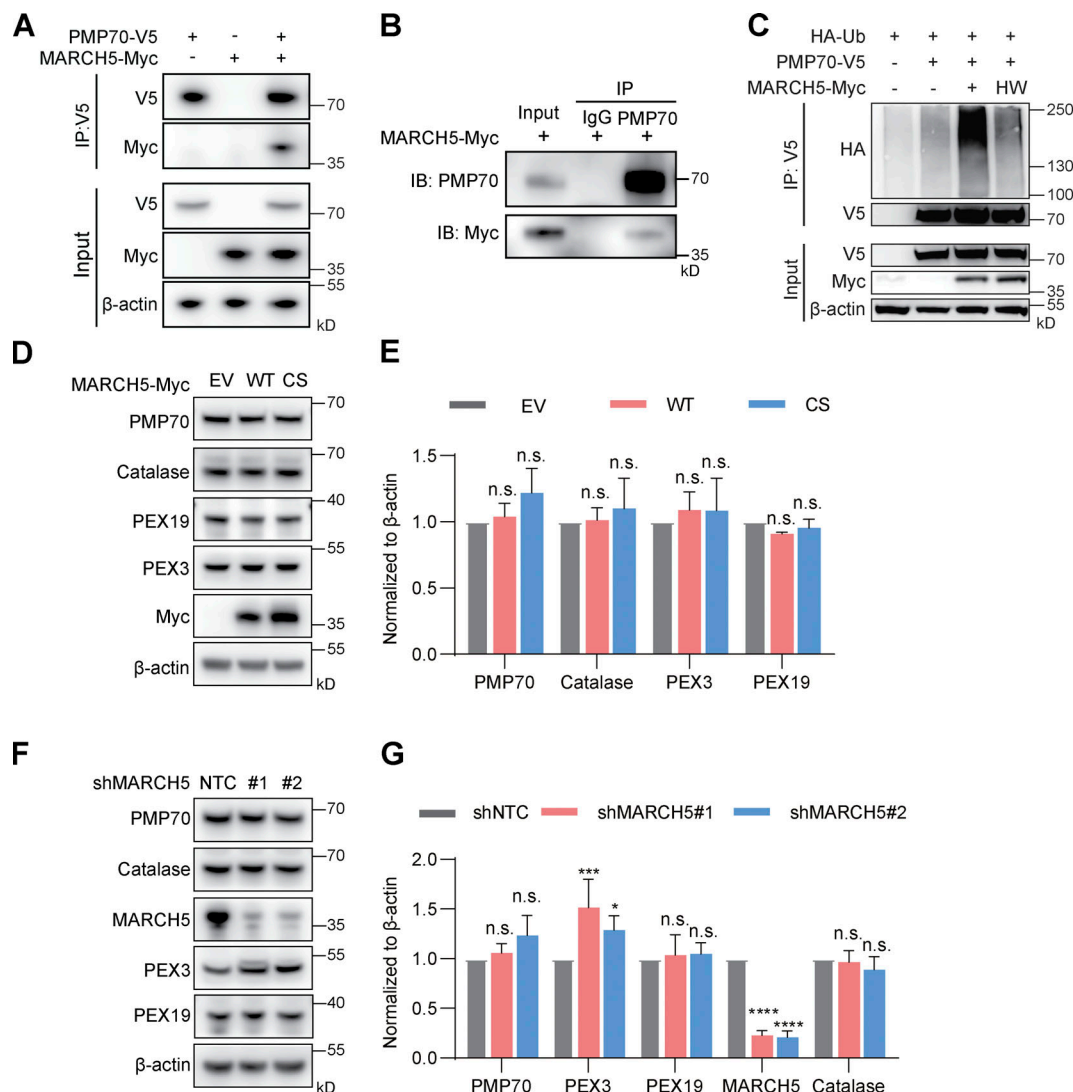 A
PMP70-V5 + - +
MARCH5-Myc - + +
IP:V5
V5
70
Myc
35
Input
V5
70
Myc
35
55
β-actin
kD
B
IP
Input IgG PMP70
MARCH5-Myc + + +
IB: PMP70
70
IB: Myc
35
kD
C
HA-Ub + + + +
PMP70-V5 - + + +
MARCH5-Myc - - + HW
IP: V5
250
HA
130
100
V5
70
Input
V5
70
Myc
35
β-actin
55
kD
D
MARCH5-Myc EV WT CS
70
PMP70
70
Catalase
40
PEX19
55
PEX3
Myc
35
55
β-actin
kD
E
EV WT CS
Normalized to β-actin
1.5
1.0
0.5
0.0
n.s. n.s. n.s. n.s. n.s. n.s. n.s. n.s.
PMP70 Catalase PEX3 PEX19
F
shMARCH5 NTC #1 #2
70
PMP70
70
Catalase
MARCH5
35
55
PEX3
40
PEX19
55
β-actin
kD
G
shNTC shMARCH5#1 shMARCH5#2
Normalized to β-actin
2.0
1.5
1.0
0.5
0.0
n.s. n.s. *** * n.s. n.s. **** **** n.s. n.s.
PMP70 PEX3 PEX19 MARCH5 Catalase